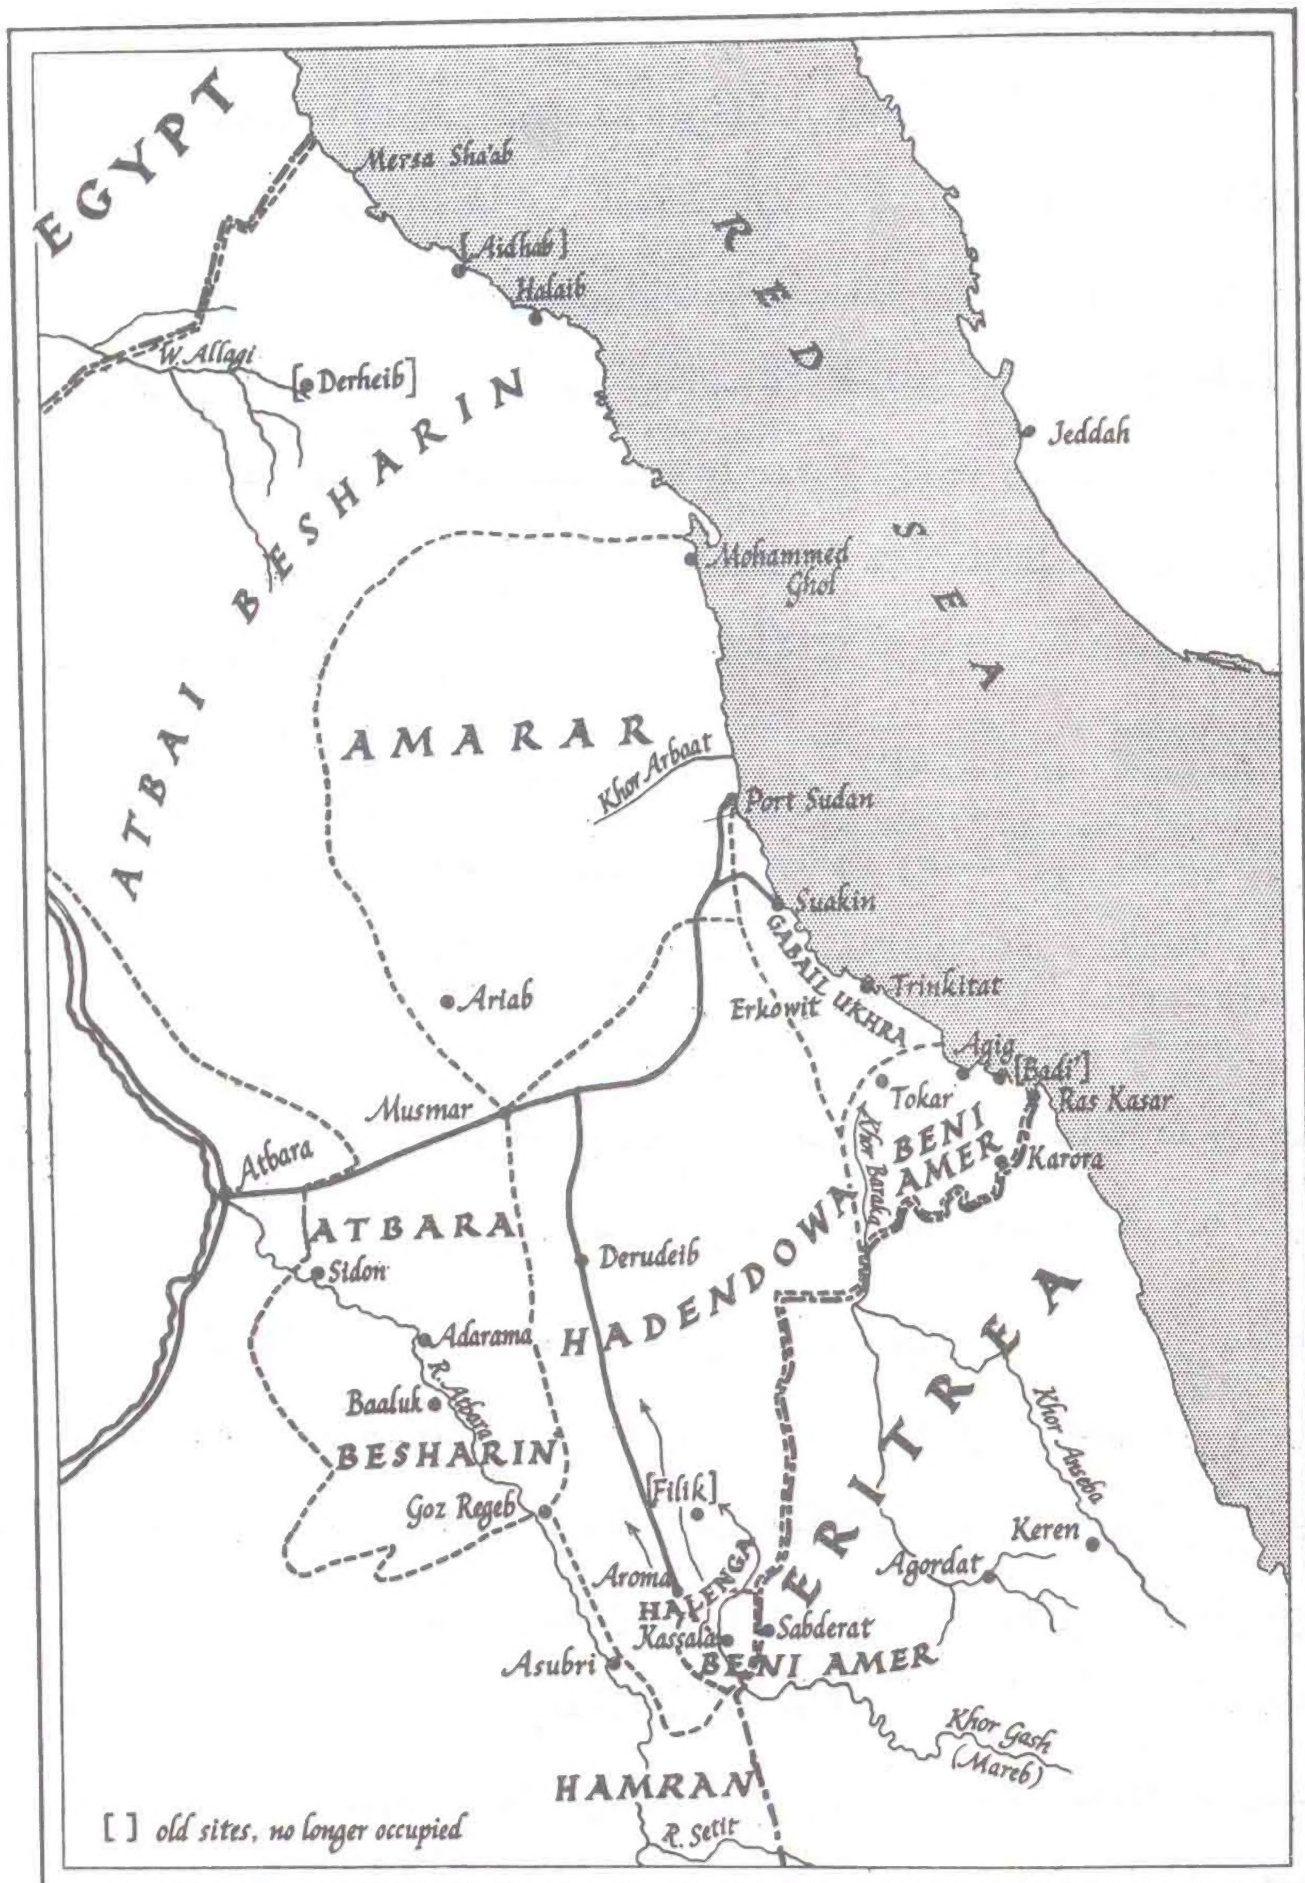 EGYPT
Mersa Sha'ab
[Aidhab]
Halaib
RED SEA
W. Allagi
[Derheib]
Jeddah
ATBAI BESHARIN
Mohammed
Ghol
AMARAR
Khor Arbaat
Port Sudan
Suakin
GABAIL UKHRA
Trinkitat
Ariab
Erkowit
Aqig
[Badi']
Tokar
Ras Kasar
Musmar
BENI
AMER
Khor Baraka
Karora
Atbara
ATBARA
Derudeib
HADENDOWA
Sidon
Adarama
R. Atbara
Baaluk
BESHARIN
ERITREA
Khor Anseba
Goz Regeb
[Filik]
Keren
Agordat
Aroma
HALENGA
Kassala
Sabderat
Asubri
BENI AMER
Khor Gash
(Mareb)
HAMRAN
R. Setit
[ ] old sites, no longer occupied